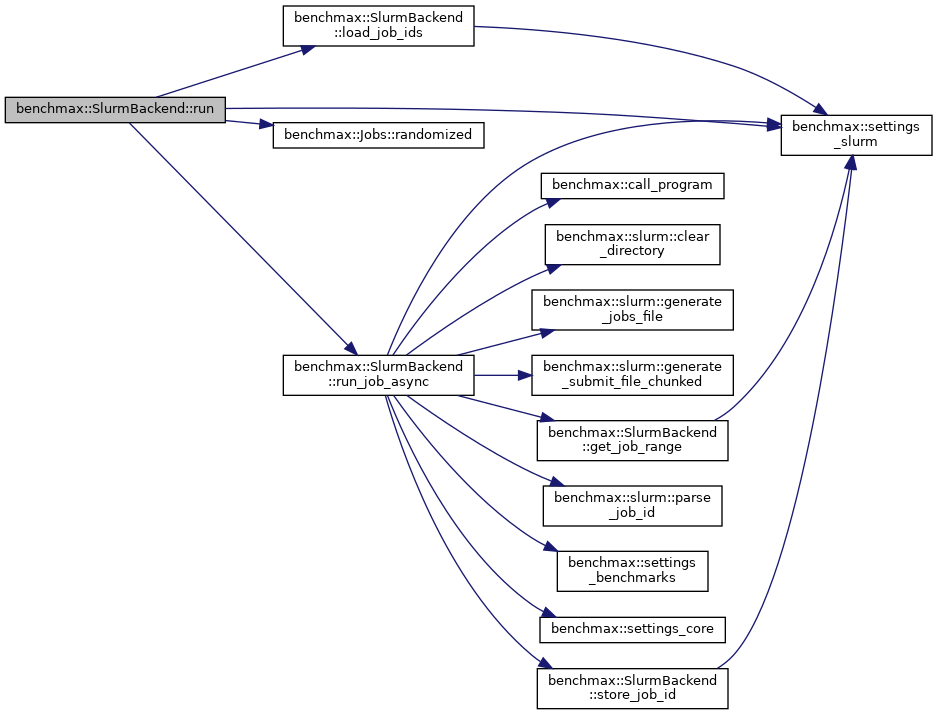 benchmax::SlurmBackend
::load_job_ids
benchmax::SlurmBackend::run
benchmax::Jobs::randomized
benchmax::settings
_slurm
benchmax::call_program
benchmax::slurm::clear
_directory
benchmax::slurm::generate
_jobs_file
benchmax::SlurmBackend
::run_job_async
benchmax::slurm::generate
_submit_file_chunked
benchmax::SlurmBackend
::get_job_range
benchmax::slurm::parse
_job_id
benchmax::settings
_benchmarks
benchmax::settings_core
benchmax::SlurmBackend
::store_job_id